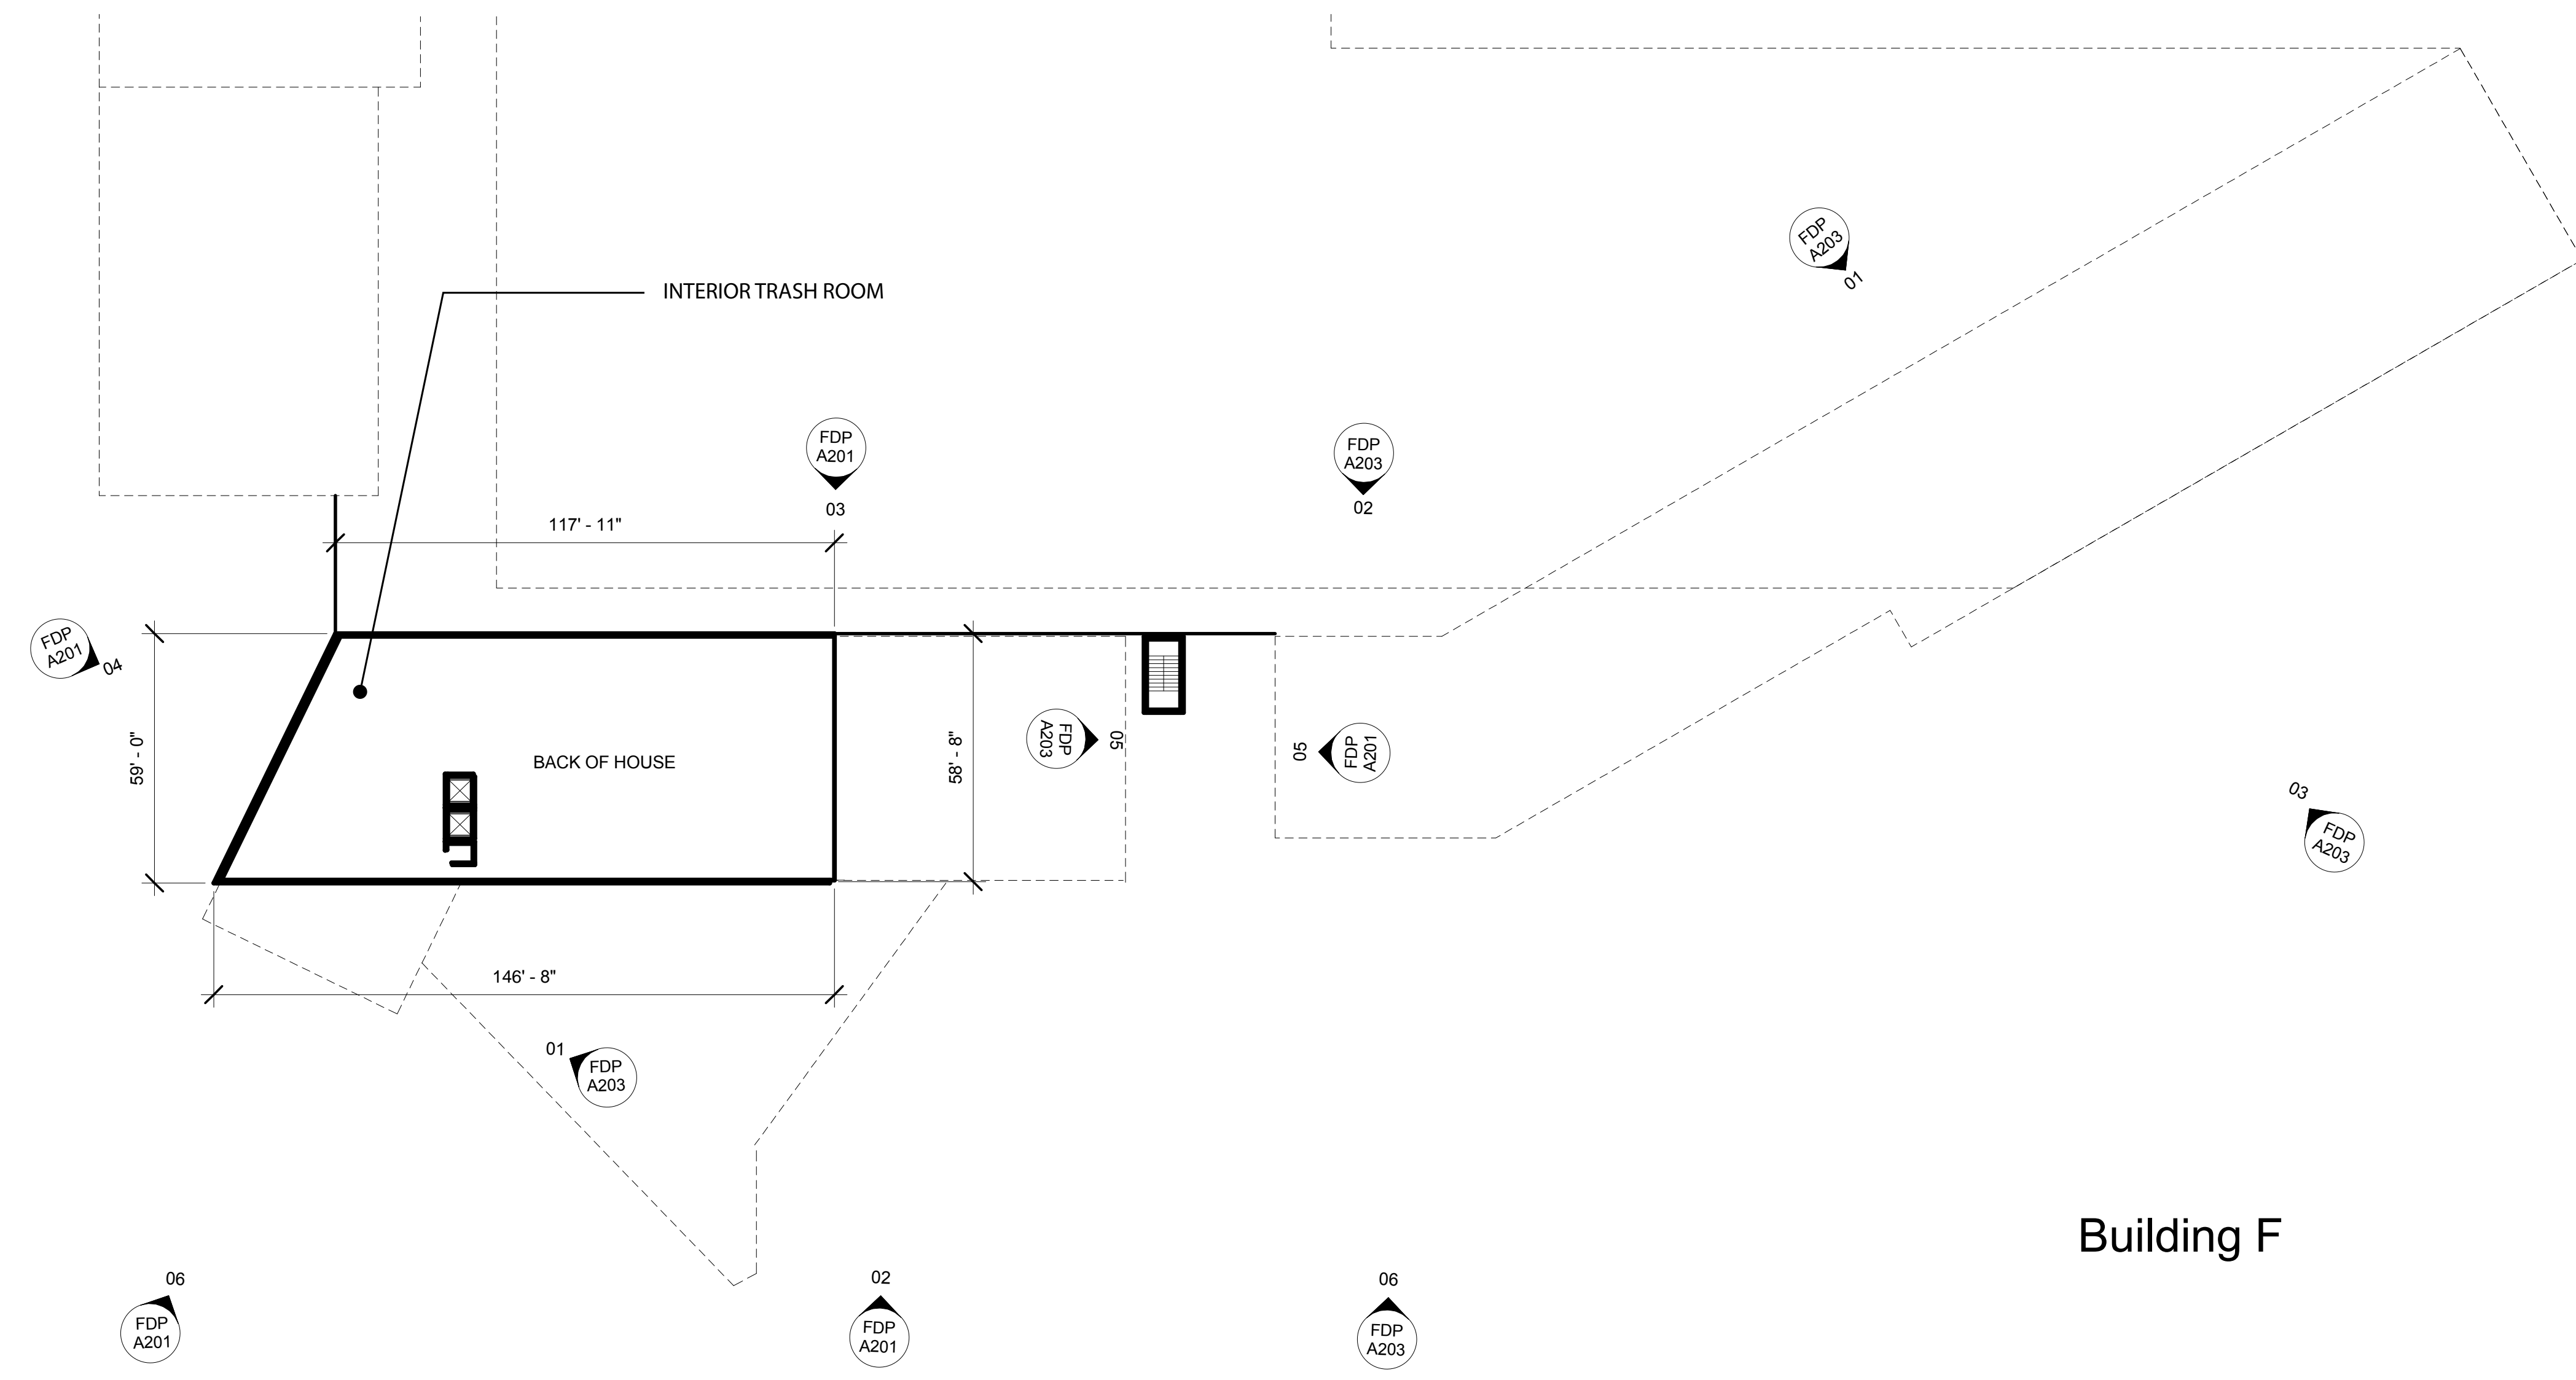 FDP
A203
01
INTERIOR TRASH ROOM
FDP
A201
03
FDP
A203
02
117' - 11"
FDP
A201
04
59' - 0"
BACK OF HOUSE
58' - 8"
FDP
A203
05
05
FDP
A201
03
FDP
A203
146' - 8"
01
FDP
A203
Building F
06
FDP
A201
02
FDP
A201
06
FDP
A203